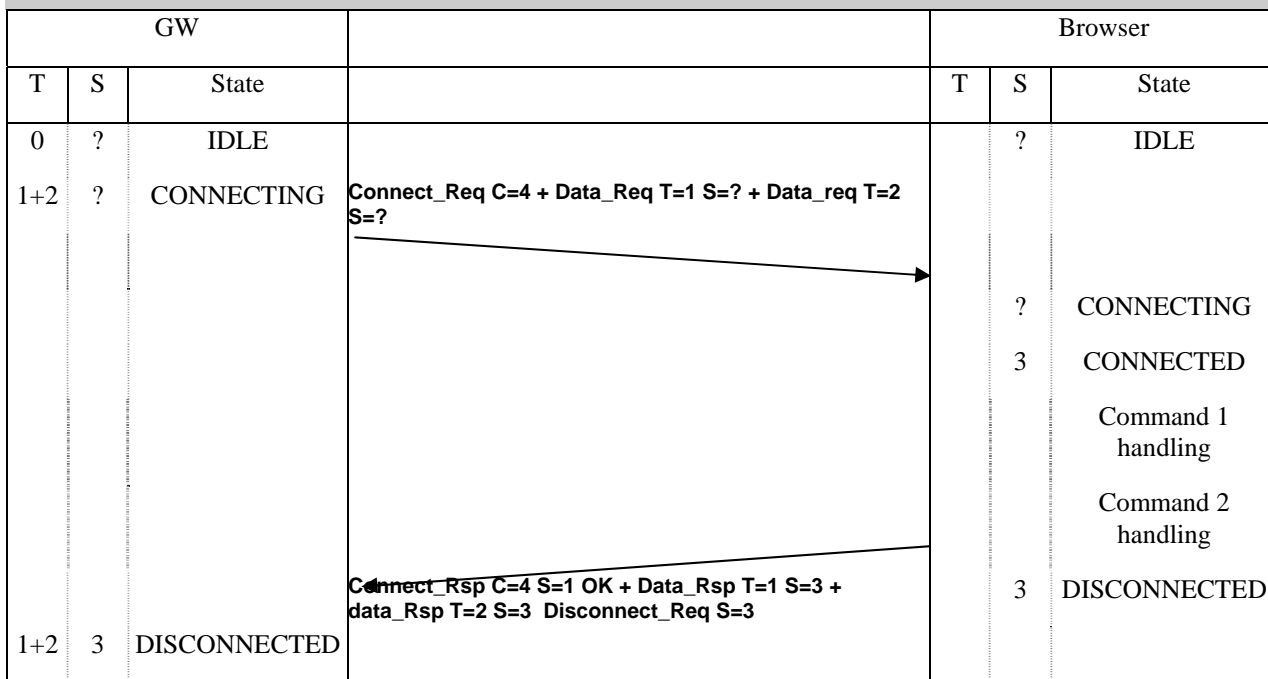 GW Browser
T S State T S State
0 ? IDLE ? IDLE
1+2 ? CONNECTING Connect_Req C=4 + Data_Req T=1 S=? + Data_req T=2
S=?
? CONNECTING
3 CONNECTED
Command 1
handling
Command 2
handling
Connect_Rsp C=4 S=1 OK + Data_Rsp T=1 S=3 + 3 DISCONNECTED
data_Rsp T=2 S=3 Disconnect_Req S=3
1+2 3 DISCONNECTED